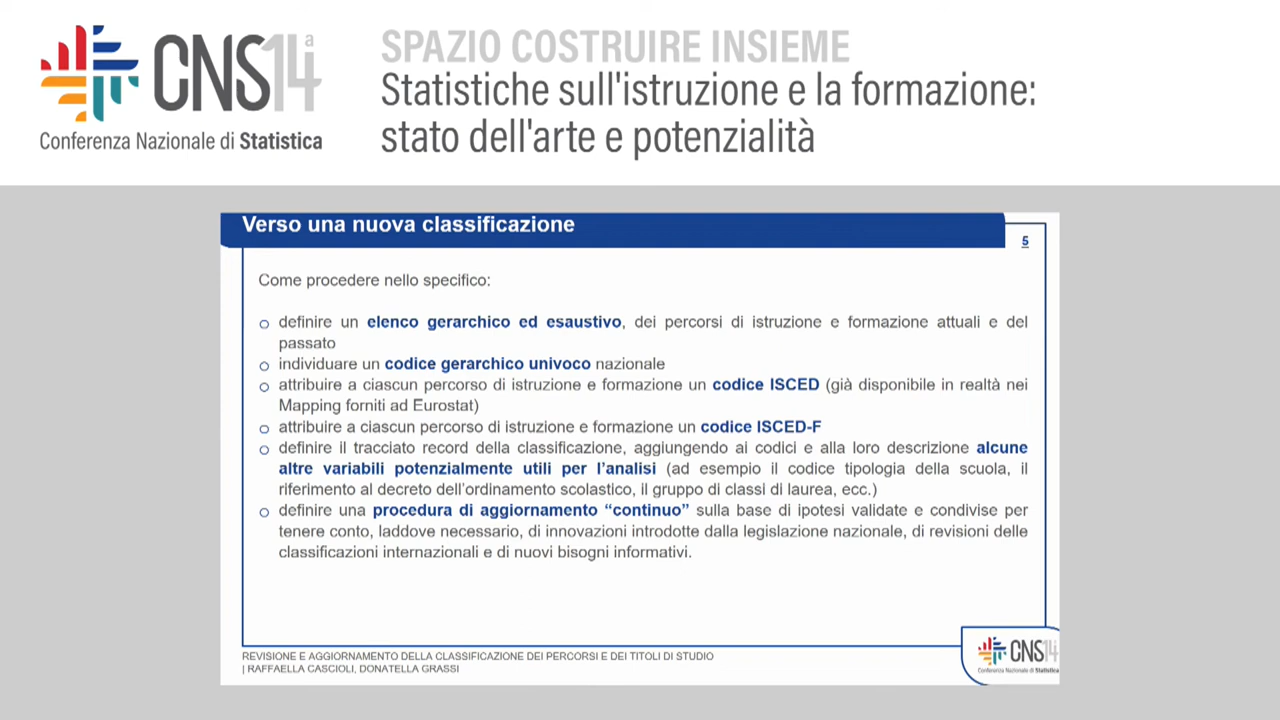 CNS14ª
Conferenza Nazionale di Statistica
SPAZIO COSTRUIRE INSIEME
Statistiche sull'istruzione e la formazione:
stato dell'arte e potenzialità
Verso una nuova classificazione
5
Come procedere nello specifico:
o definire un elenco gerarchico ed esaustivo, dei percorsi di istruzione e formazione attuali e del
passato
o individuare un codice gerarchico univoco nazionale
o attribuire a ciascun percorso di istruzione e formazione un codice ISCED (già disponibile in realtà nei
Mapping forniti ad Eurostat)
o attribuire a ciascun percorso di istruzione e formazione un codice ISCED-F
o definire il tracciato record della classificazione, aggiungendo ai codici e alla loro descrizione alcune
altre variabili potenzialmente utili per l'analisi (ad esempio il codice tipologia della scuola, il
riferimento al decreto dell'ordinamento scolastico, il gruppo di classi di laurea, ecc.)
o definire una procedura di aggiornamento “continuo” sulla base di ipotesi validate e condivise per
tenere conto, laddove necessario, di innovazioni introdotte dalla legislazione nazionale, di revisioni delle
classificazioni internazionali e di nuovi bisogni informativi.
REVISIONE E AGGIORNAMENTO DELLA CLASSIFICAZIONE DEI PERCORSI E DEI TITOLI DI STUDIO
| RAFFAELLA CASCIOLI, DONATELLA GRASSI
CNS14
Conferenza Nazionale di Statistica